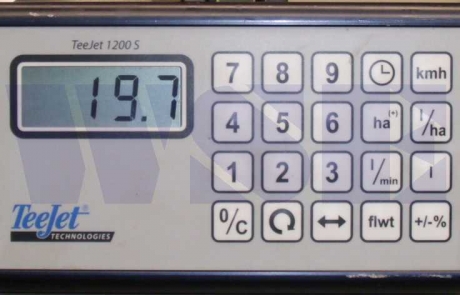 TeeJet 1200 S
19.7
7 8 9 kmh
4 5 6 ha(*) l/ha
1 2 3 l/min l
0/c flwt +/-%
TeeJet®
TECHNOLOGIES